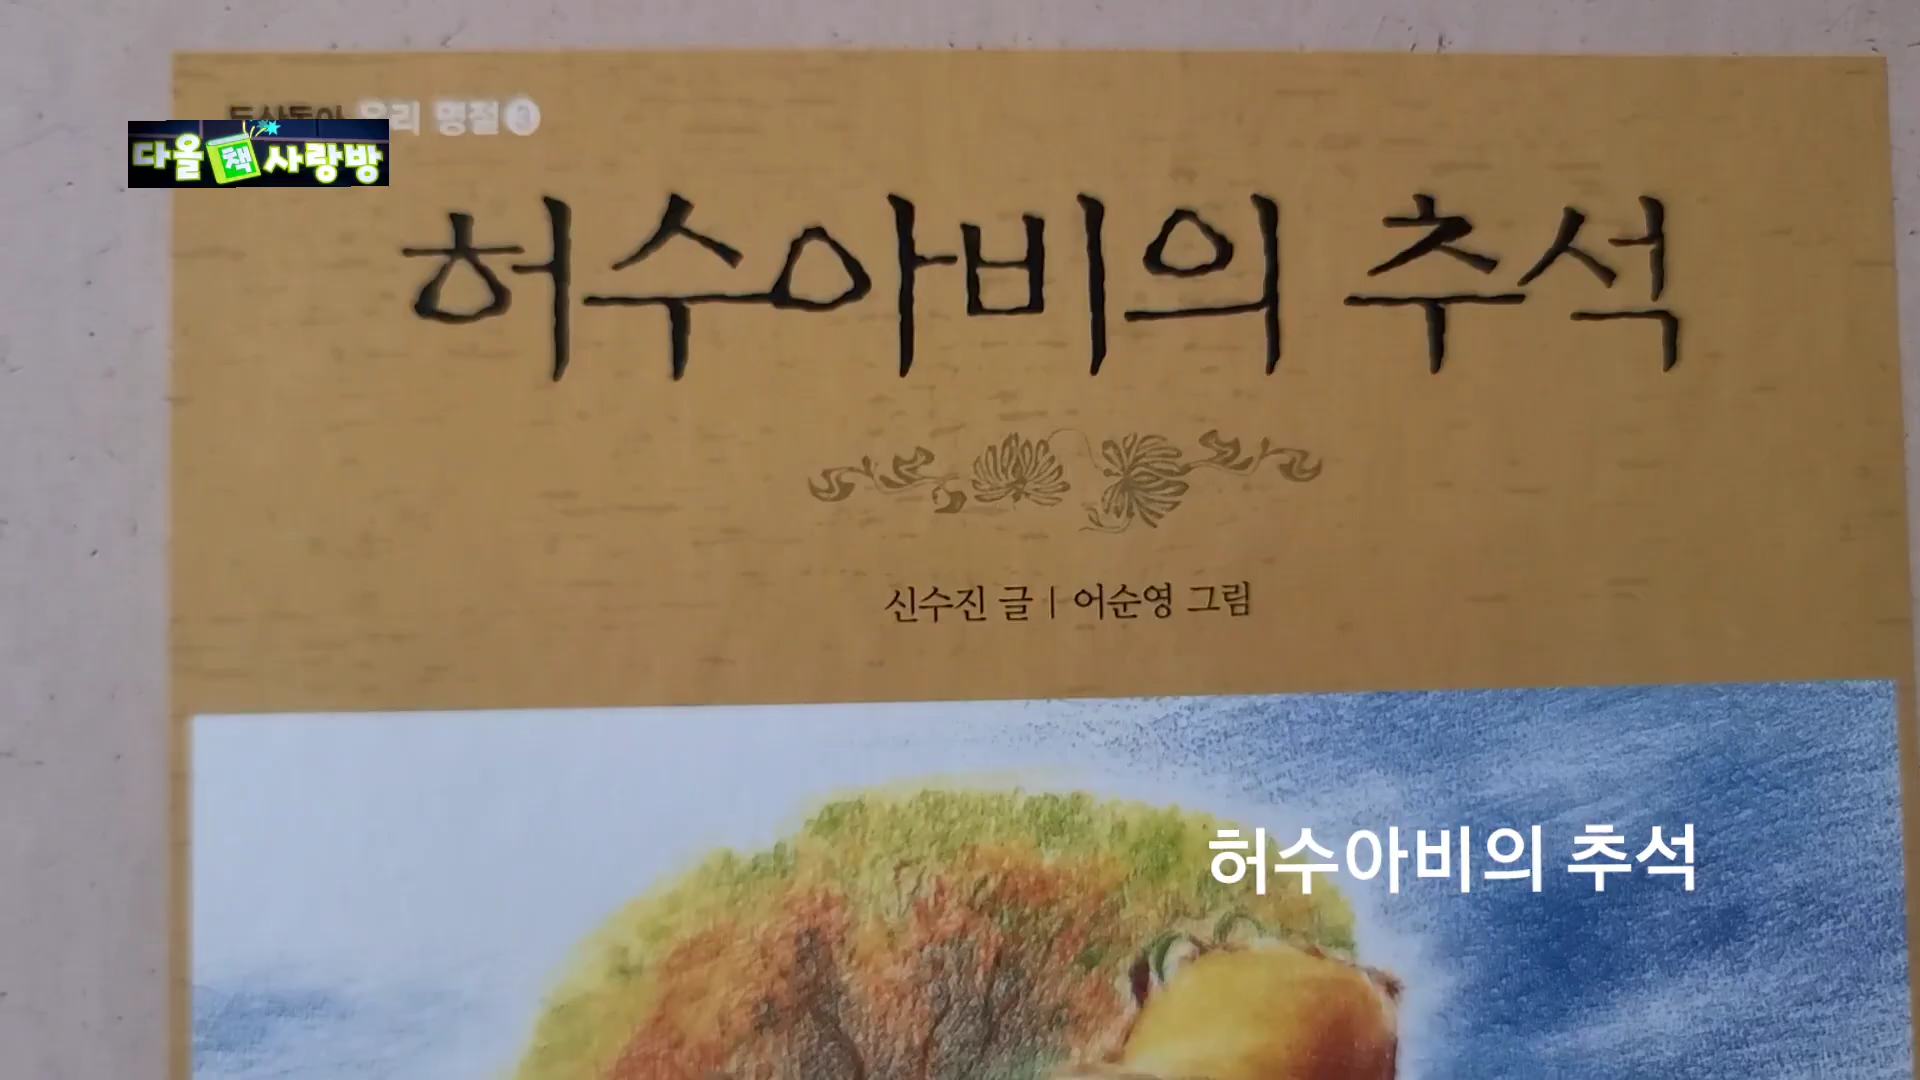 우리 명절 3
다올 책 사랑방
허수아비의 추석
신수진 글 | 어순영 그림
허수아비의 추석